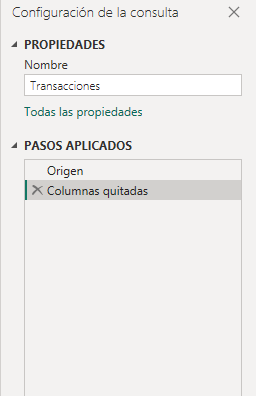 Configuración de la consulta
PROPIEDADES
Nombre
Transacciones
Todas las propiedades
PASOS APLICADOS
Origen
Columnas quitadas